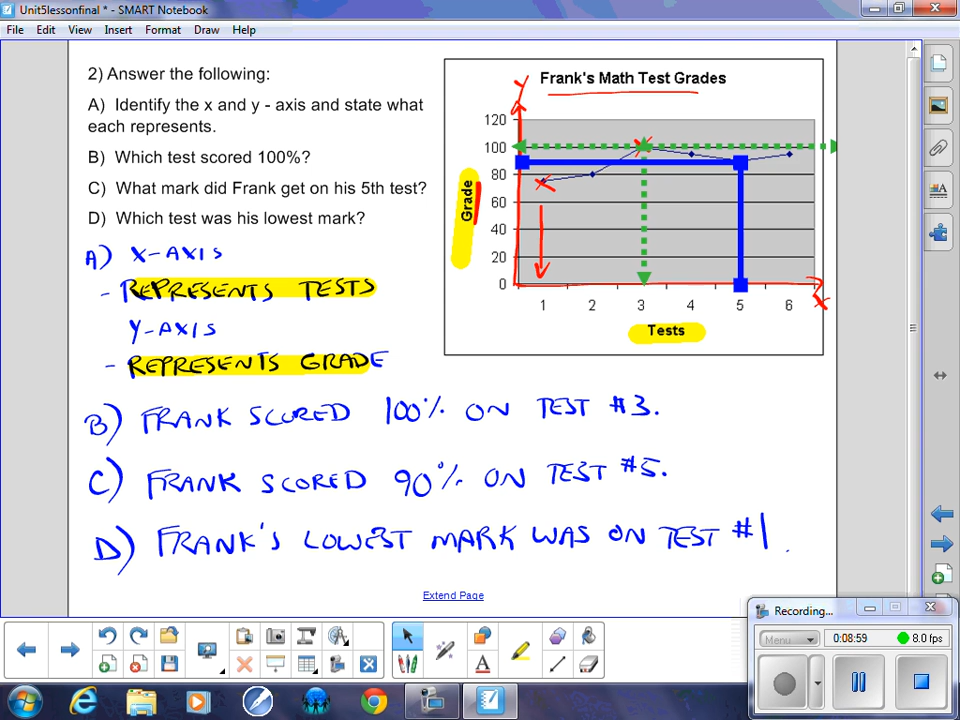 Unit5lessonfinal * - SMART Notebook
File Edit View Insert Format Draw Help
2) Answer the following:
A) Identify the x and y - axis and state what
each represents.
B) Which test scored 100%?
C) What mark did Frank get on his 5th test?
D) Which test was his lowest mark?
A) X-AXIS
- REPRESENTS TESTS
Y-AXIS
- REPRESENTS GRADE
Frank's Math Test Grades
Y
120
100
80
60
40
20
0
Grade
1 2 3 4 5 6
X
Tests
B) FRANK SCORED 100% ON TEST #3.
C) FRANK SCORED 90% ON TEST #5.
D) FRANK'S LOWEST MARK WAS ON TEST #1.
Extend Page
Recording...
Menu 0:08:59 8.0 fps